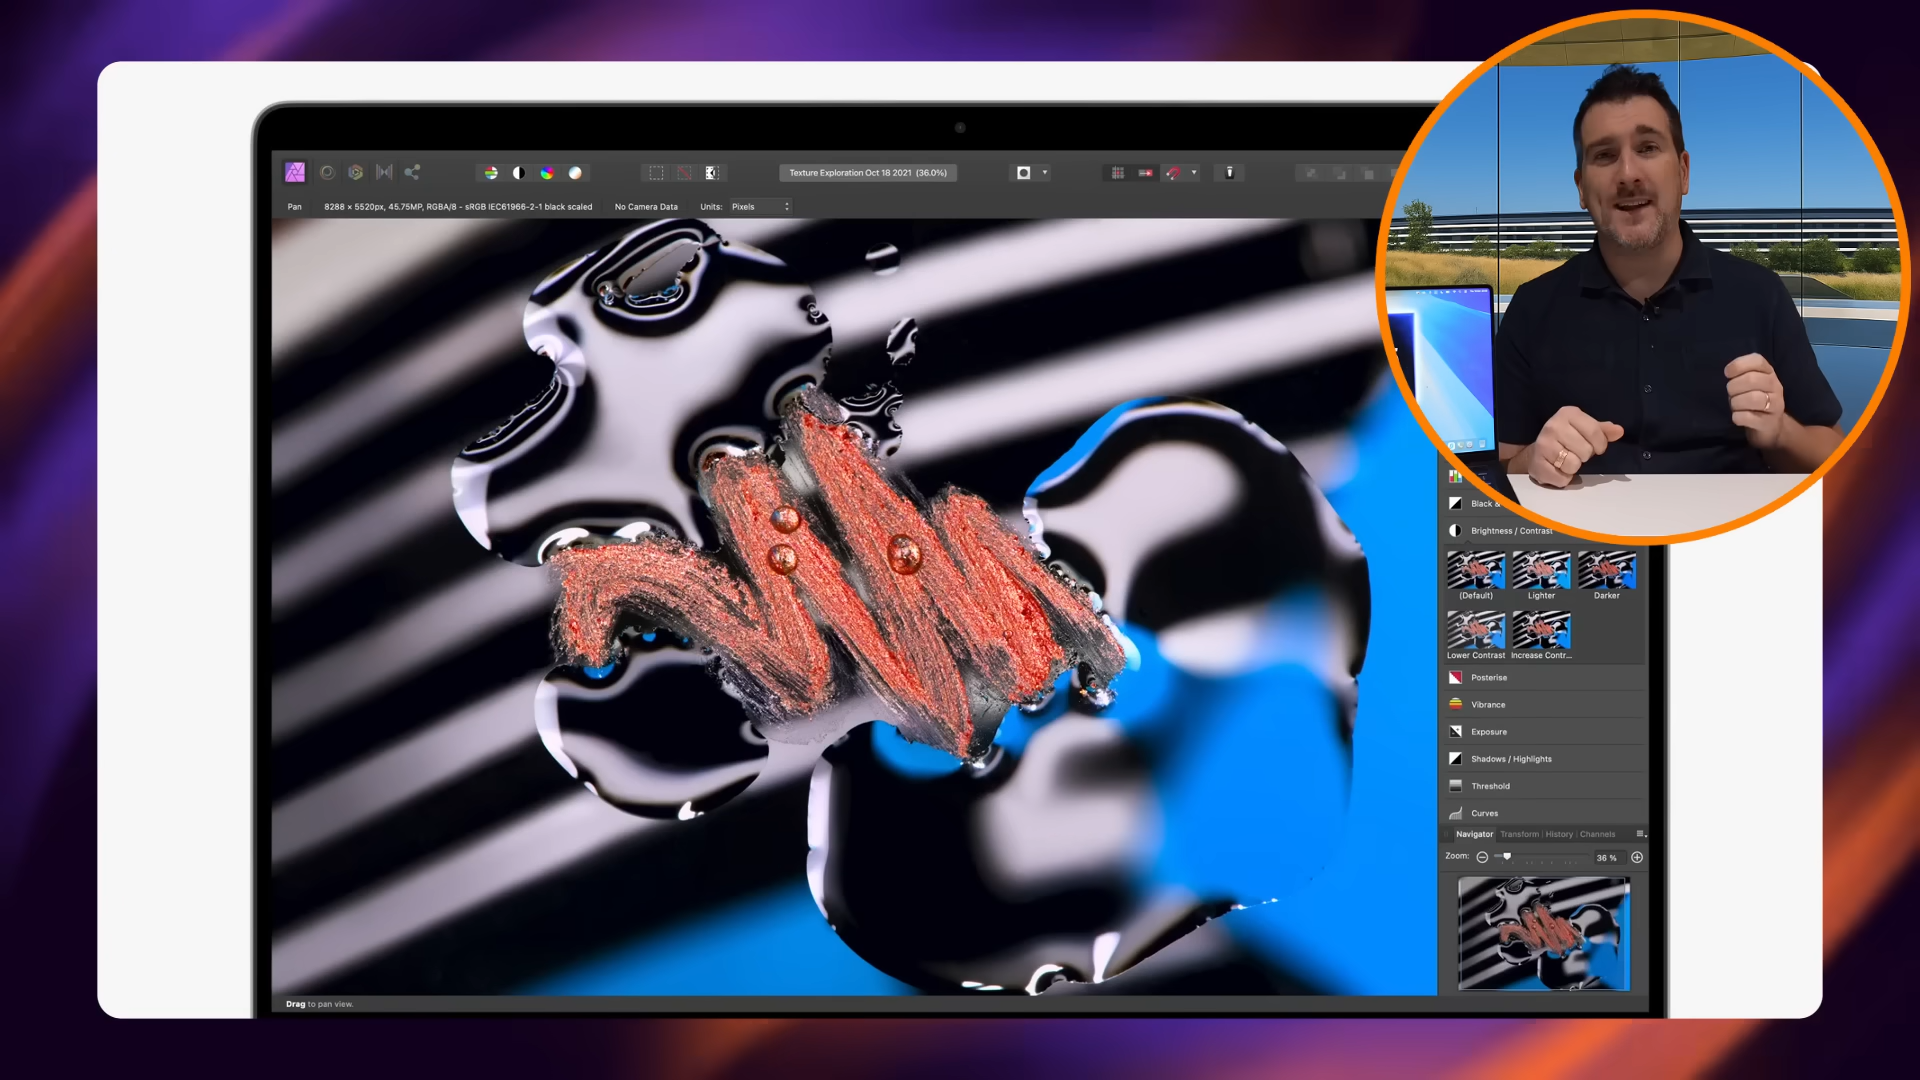 Texture Exploration Oct 18 2021 (36.0%)
Pan
8288 × 5520px, 45.75MP, RGBA/8 - sRGB IEC61966-2-1 black scaled
No Camera Data
Units: Pixels
Black &
Brightness / Contrast
(Default)
Lighter
Darker
Lower Contrast
Increase Contr...
Posterise
Vibrance
Exposure
Shadows / Highlights
Threshold
Curves
Navigator
Transform
History
Channels
Zoom:
36 %
Drag to pan view.